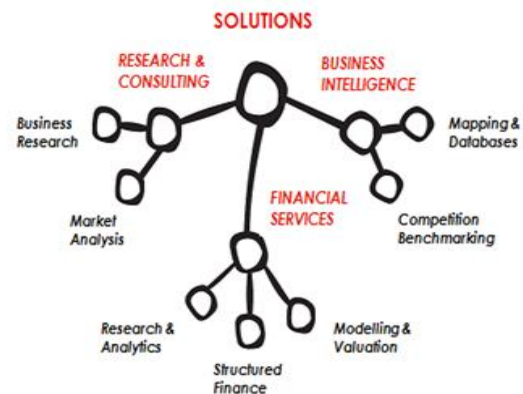 SOLUTIONS
RESEARCH &
CONSULTING
BUSINESS
INTELLIGENCE
Business
Research
Mapping &
Databases
Market
Analysis
FINANCIAL
SERVICES
Competition
Benchmarking
Research &
Analytics
Structured
Finance
Modelling &
Valuation